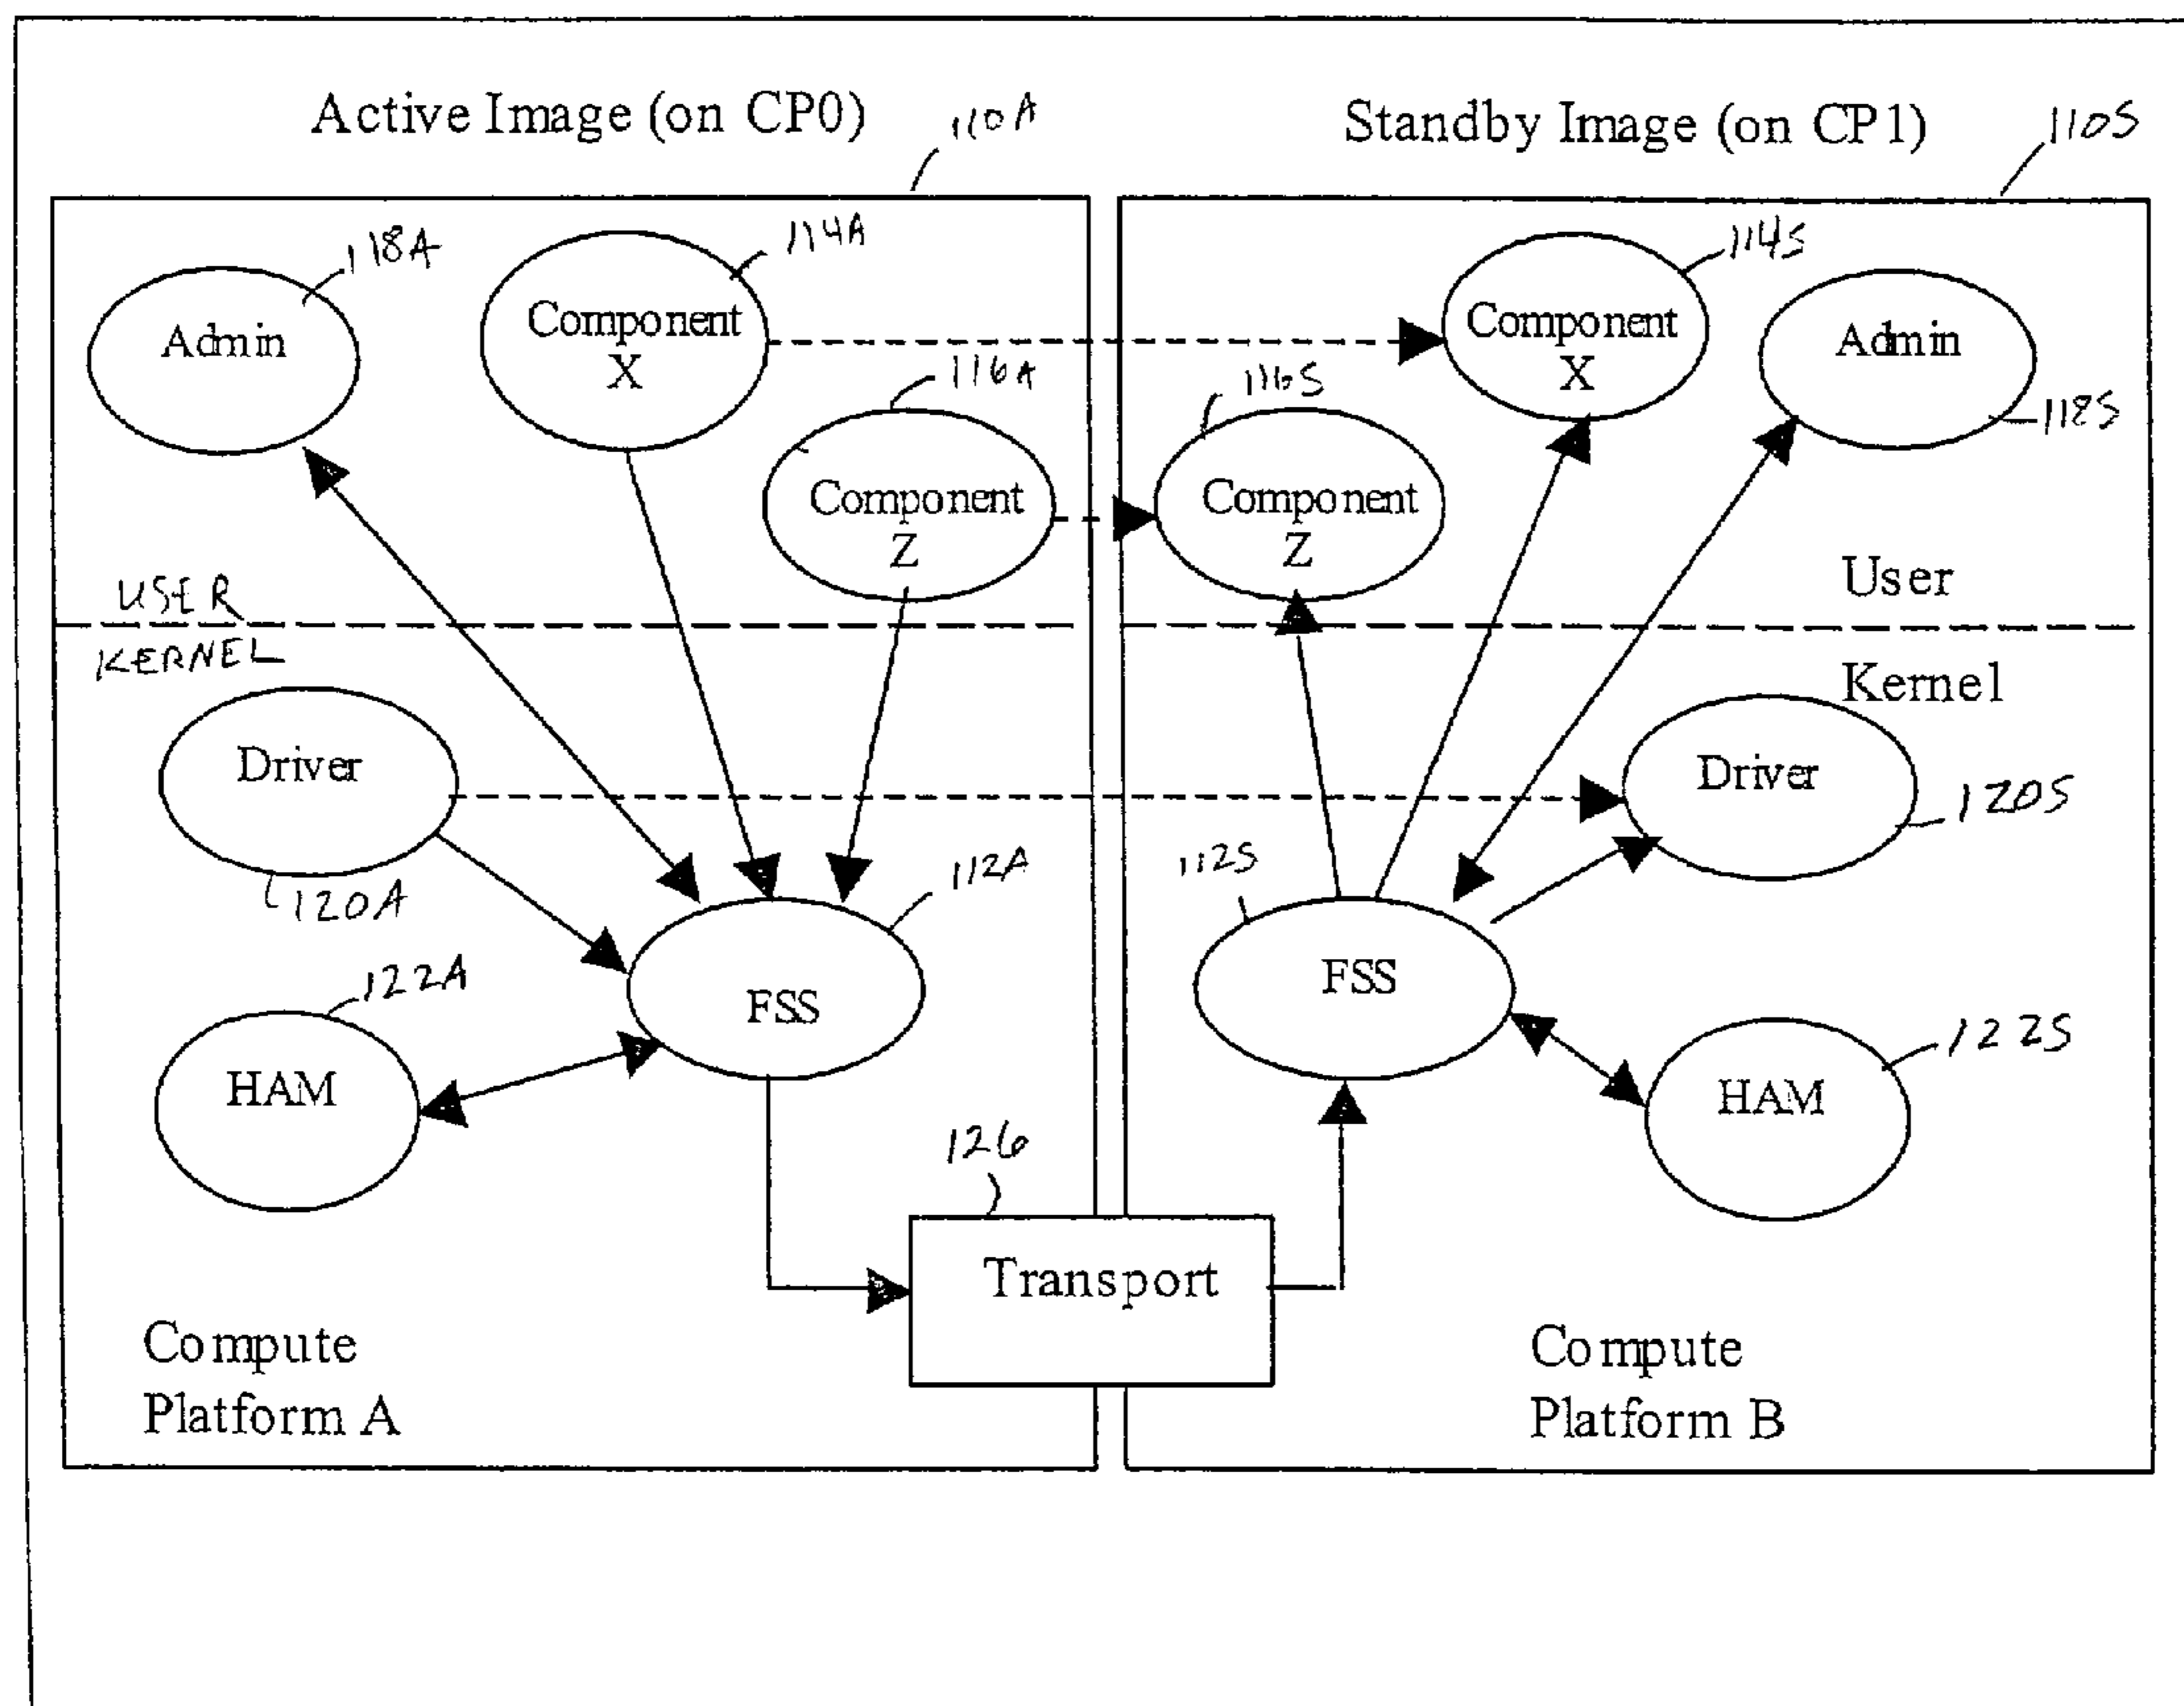 Active Image (on CP0)
110A
Standby Image (on CP1)
110S
118A
Admin
114A
Component
X
116A
Component
Z
USER
KERNEL
Driver
120A
122A
HAM
112A
FSS
126
Transport
Compute
Platform A
114S
Component
X
Admin
118S
116S
Component
Z
User
Kernel
Driver
120S
112S
FSS
122S
HAM
Compute
Platform B